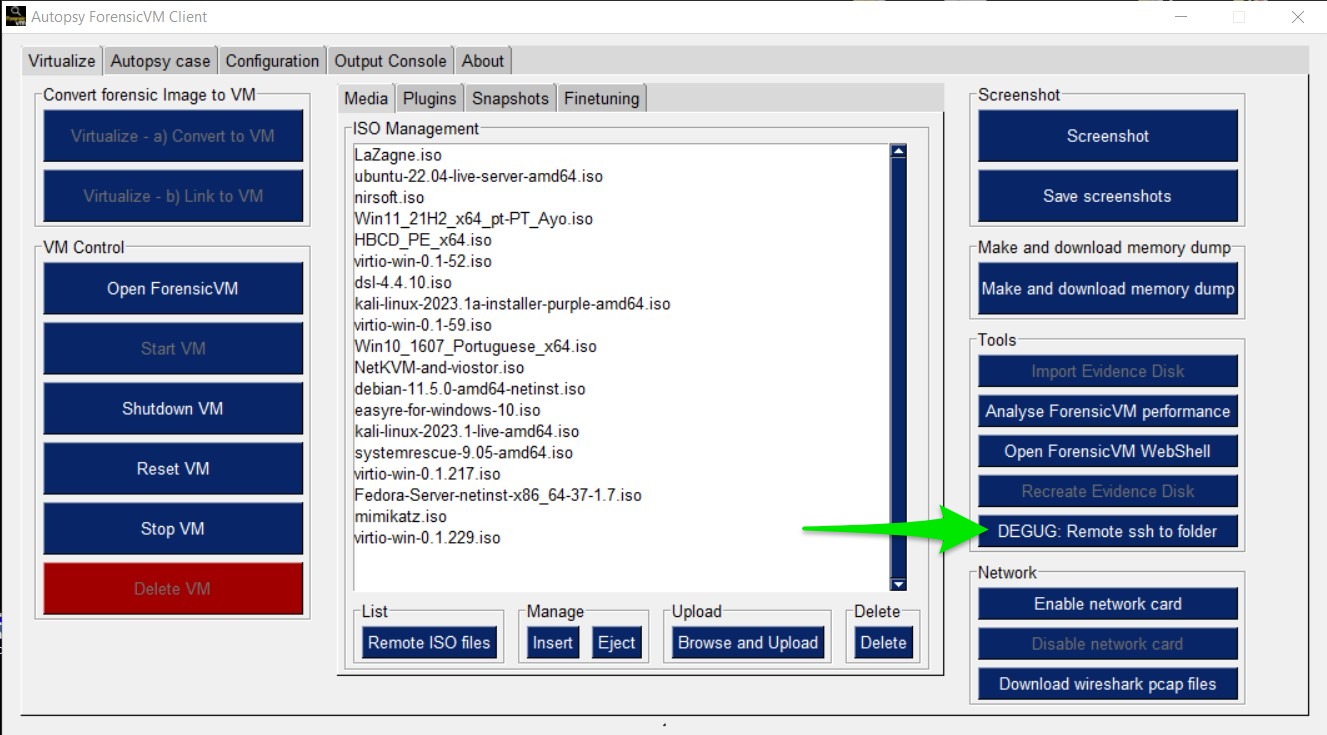 Autopsy ForensicVM Client
Virtualize Autopsy case Configuration Output Console About
Convert forensic Image to VM
Virtualize - a) Convert to VM
Virtualize - b) Link to VM
VM Control
Open ForensicVM
Start VM
Shutdown VM
Reset VM
Stop VM
Delete VM
Media Plugins Snapshots Finetuning
ISO Management
LaZagne.iso
ubuntu-22.04-live-server-amd64.iso
nirsoft.iso
Win11_21H2_x64_pt-PT_Ayo.iso
HBCD_PE_x64.iso
virtio-win-0.1-52.iso
dsl-4.4.10.iso
kali-linux-2023.1a-installer-purple-amd64.iso
virtio-win-0.1-59.iso
Win10_1607_Portuguese_x64.iso
NetKVM-and-viostor.iso
debian-11.5.0-amd64-netinst.iso
easyre-for-windows-10.iso
kali-linux-2023.1-live-amd64.iso
systemrescue-9.05-amd64.iso
virtio-win-0.1.217.iso
Fedora-Server-netinst-x86_64-37-1.7.iso
mimikatz.iso
virtio-win-0.1.229.iso
List
Remote ISO files
Manage
Insert Eject
Upload
Browse and Upload
Delete
Delete
Screenshot
Screenshot
Save screenshots
Make and download memory dump
Make and download memory dump
Tools
Import Evidence Disk
Analyse ForensicVM performance
Open ForensicVM WebShell
Recreate Evidence Disk
DEGUG: Remote ssh to folder
Network
Enable network card
Disable network card
Download wireshark pcap files